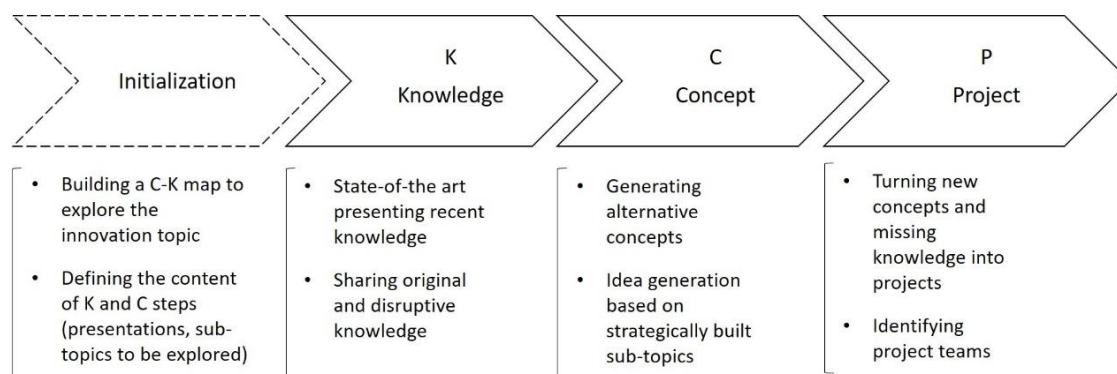 Initialization
K
Knowledge
C
Concept
P
Project
• Building a C-K map to
explore the
innovation topic
• Defining the content
of K and C steps
(presentations, sub-
topics to be explored)
• State-of-the art
presenting recent
knowledge
• Sharing original
and disruptive
knowledge
• Generating
alternative
concepts
• Idea generation
based on
strategically built
sub-topics
• Turning new
concepts and
missing
knowledge into
projects
• Identifying
project teams